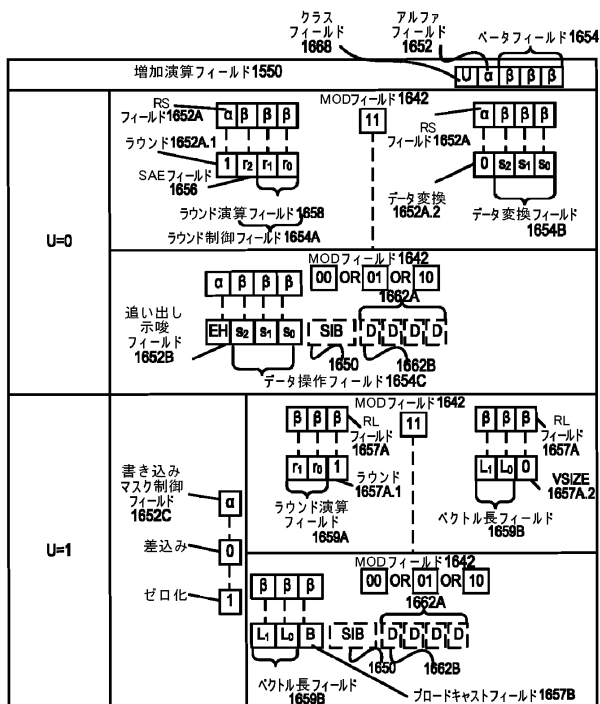 クラス
フィールド
1668
アルファ
フィールド
1652
ベータフィールド1654
増加演算フィールド1550
U α β β β
U=0
RS
フィールド1652A
α β β β
ラウンド1652A.1
1 r2 r1 r0
SAEフィールド
1656
ラウンド演算フィールド1658
ラウンド制御フィールド1654A
MODフィールド1642
11
RS
フィールド
1652A
α β β β
0 s2 s1 s0
データ変換
1652A.2
データ変換フィールド
1654B
MODフィールド1642
00 OR 01 OR 10
1662A
α β β β
追い出し
示唆
フィールド
1652B
EH s2 s1 s0
SIB
D D D D
1650
1662B
データ操作フィールド1654C
U=1
書き込み
マスク制御
フィールド
1652C
α
差込み
0
ゼロ化
1
MODフィールド1642
11
β β β
RL
フィールド
1657A
r1 r0 1
ラウンド
1657A.1
ラウンド演算
フィールド
1659A
β β β
RL
フィールド
1657A
L1 L0 0
VSIZE
1657A.2
ベクトル長フィールド
1659B
MODフィールド1642
00 OR 01 OR 10
1662A
β β β
L1 L0 B
SIB
D D D D
1650
1662B
ベクトル長フィールド
1659B
ブロードキャストフィールド1657B